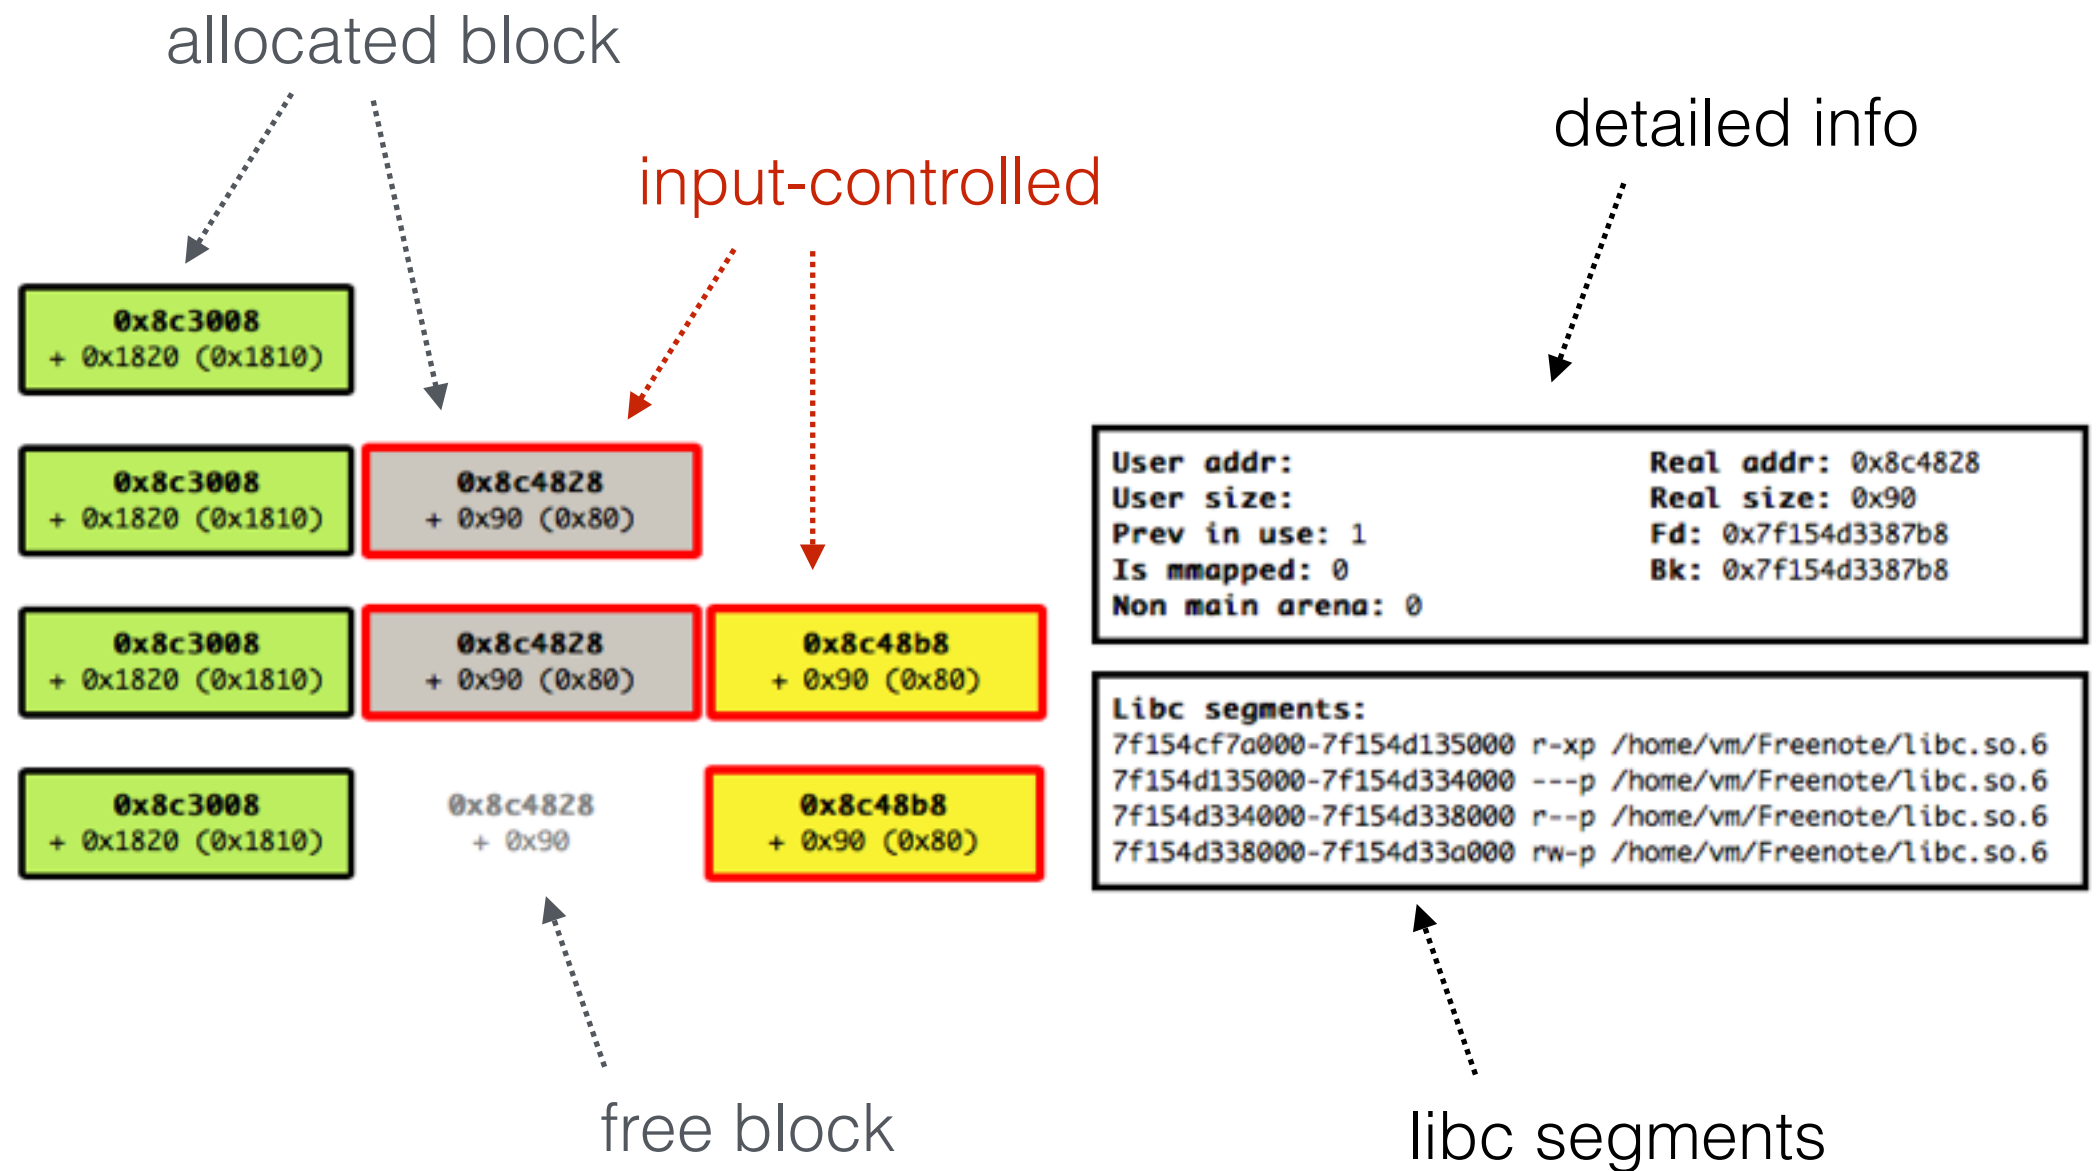 allocated block
detailed info
input-controlled
0x8c3008
+ 0x1820 (0x1810)
0x8c3008
+ 0x1820 (0x1810)
0x8c4828
+ 0x90 (0x80)
0x8c3008
+ 0x1820 (0x1810)
0x8c4828
+ 0x90 (0x80)
0x8c48b8
+ 0x90 (0x80)
0x8c3008
+ 0x1820 (0x1810)
0x8c4828
+ 0x90
0x8c48b8
+ 0x90 (0x80)
User addr: Real addr: 0x8c4828
User size: Real size: 0x90
Prev in use: 1 Fd: 0x7f154d3387b8
Is mmapped: 0 Bk: 0x7f154d3387b8
Non main arena: 0
Libc segments:
7f154cf7a000-7f154d135000 r-xp /home/vm/Freenote/libc.so.6
7f154d135000-7f154d334000 ---p /home/vm/Freenote/libc.so.6
7f154d334000-7f154d338000 r--p /home/vm/Freenote/libc.so.6
7f154d338000-7f154d33a000 rw-p /home/vm/Freenote/libc.so.6
free block
libc segments